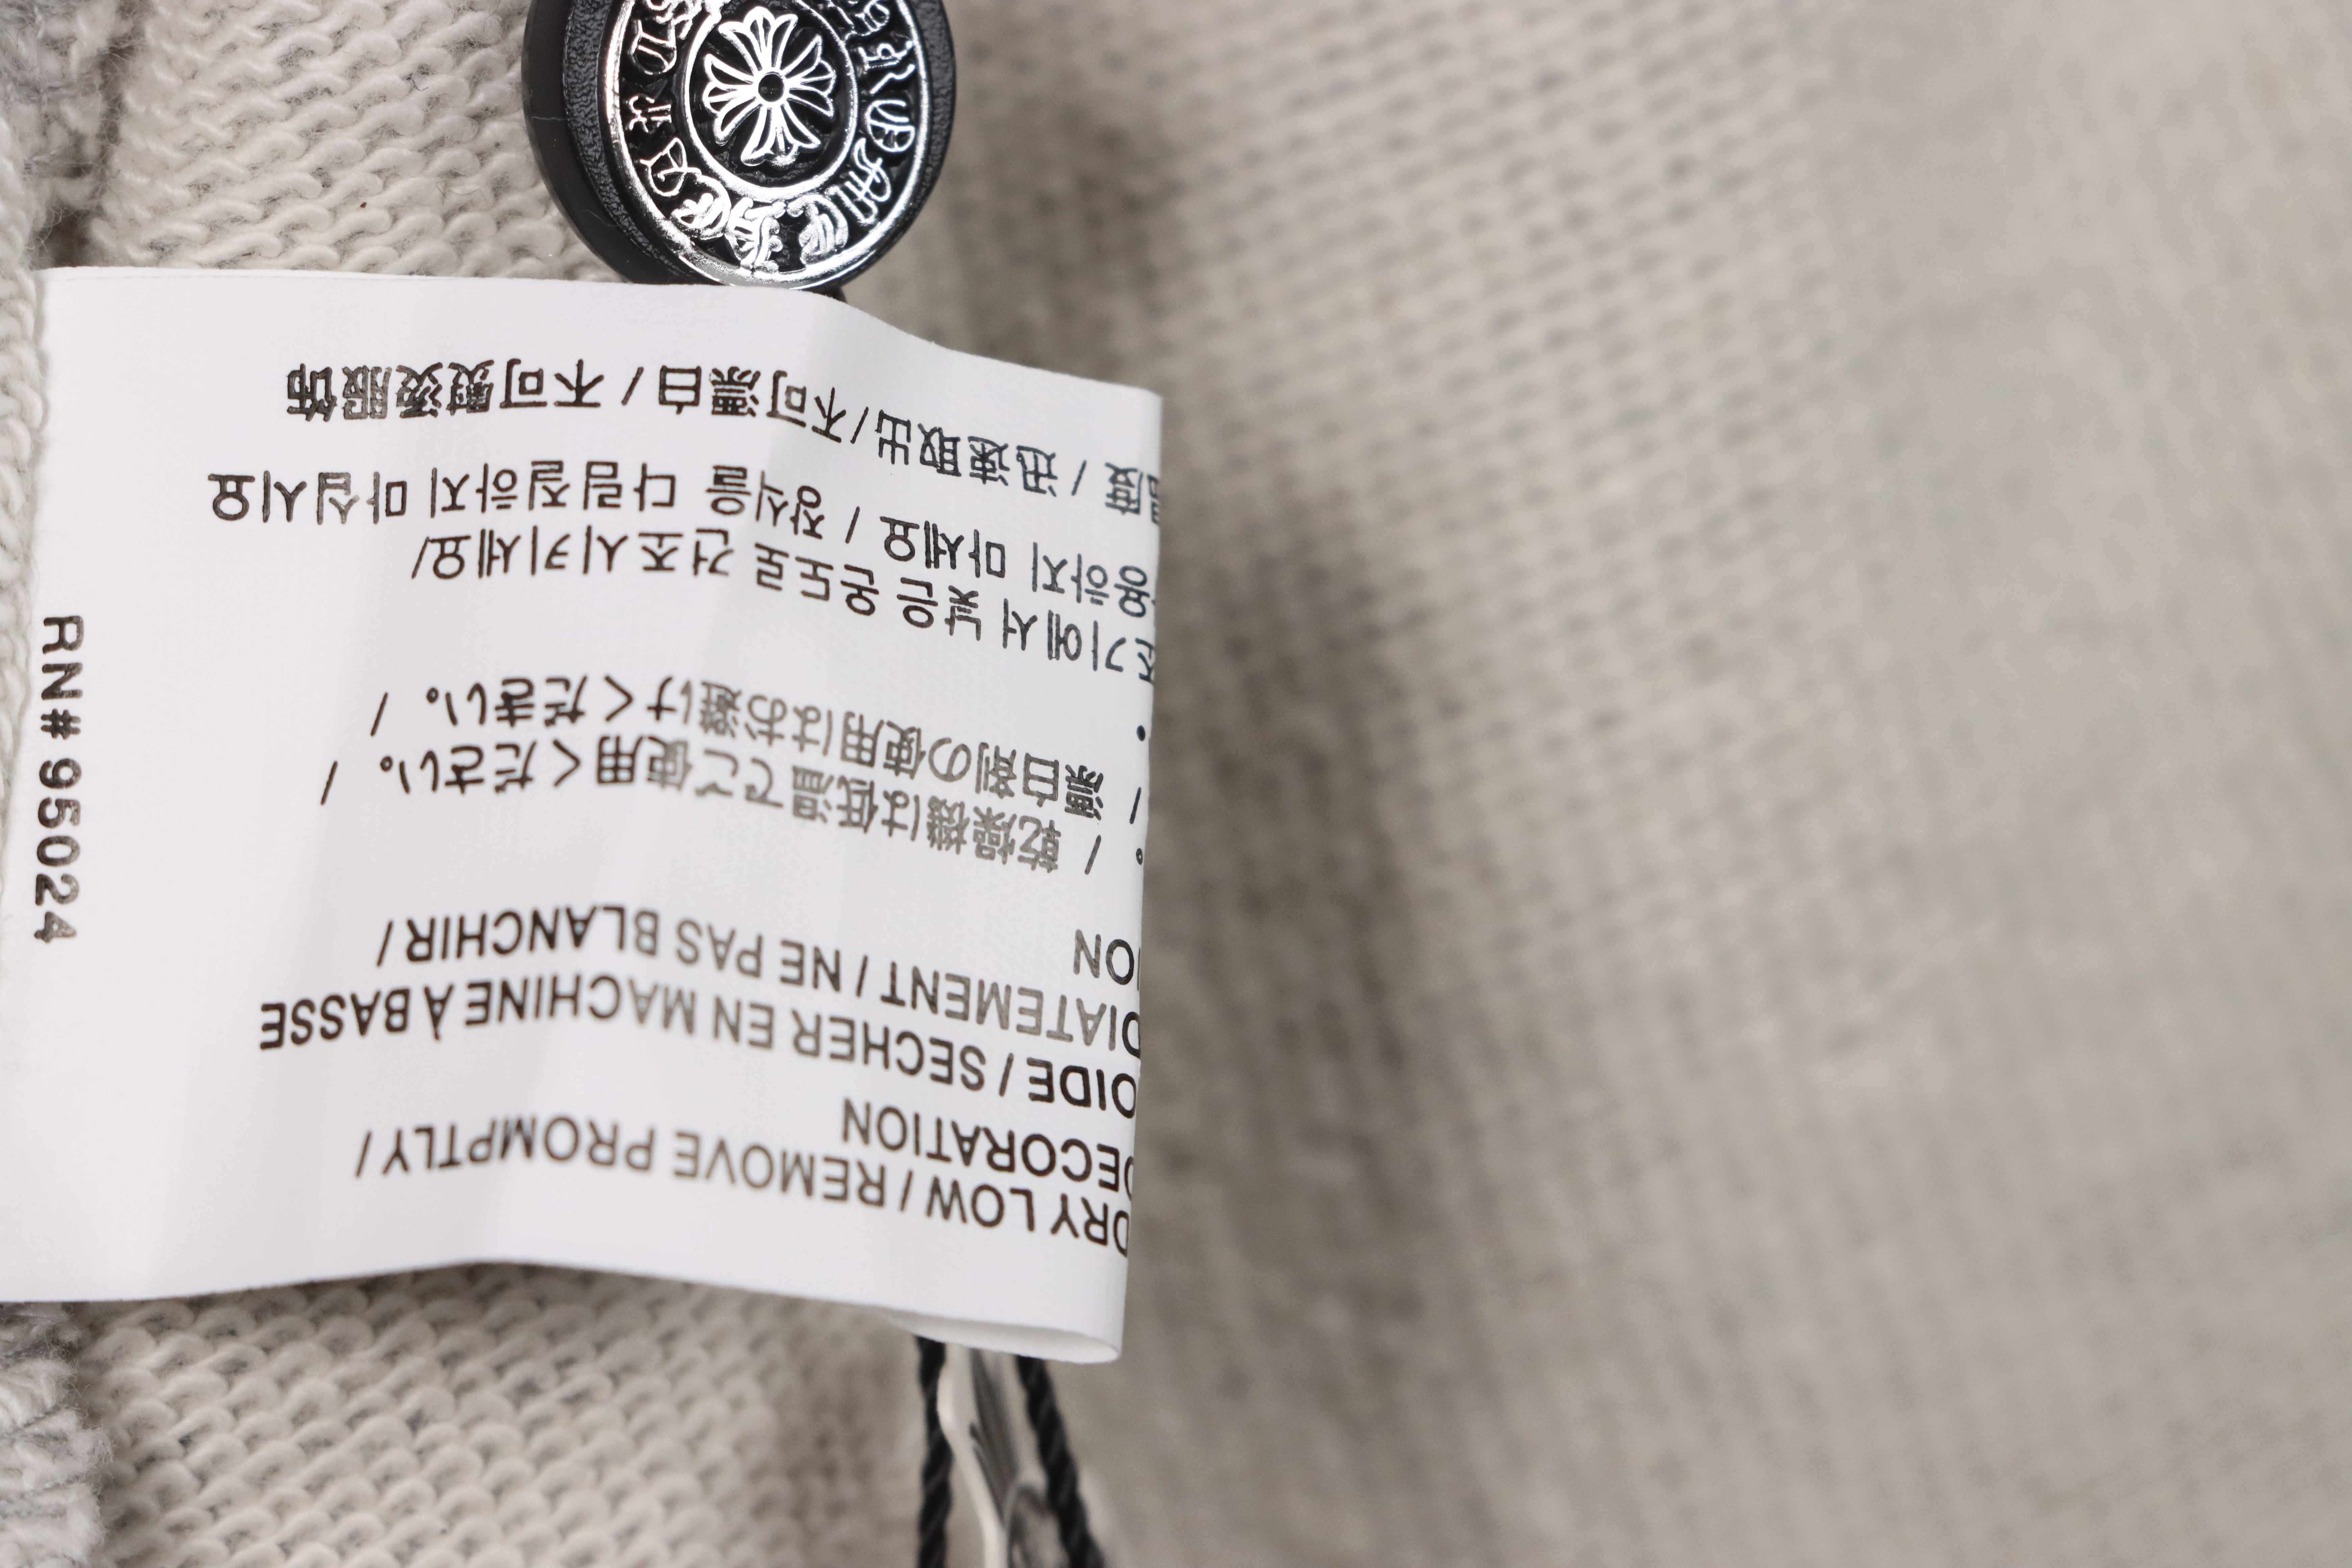 DRY LOW / REMOVE PROMPTLY /
DECORATION
OIDE / SECHER EN MACHINE À BASSE
DIATEMENT / NE PAS BLANCHIR /
ION
。 / 乾燥機は低温でご使用ください。 /
/ 漂白剤の使用はお避けください。 /
조기에서 낮은 온도로 건조시키세요/
용하지 마세요 / 장식을 다림질하지 마십시요
溫度 / 迅速取出/不可漂白 / 不可熨燙服飾
RN# 95024